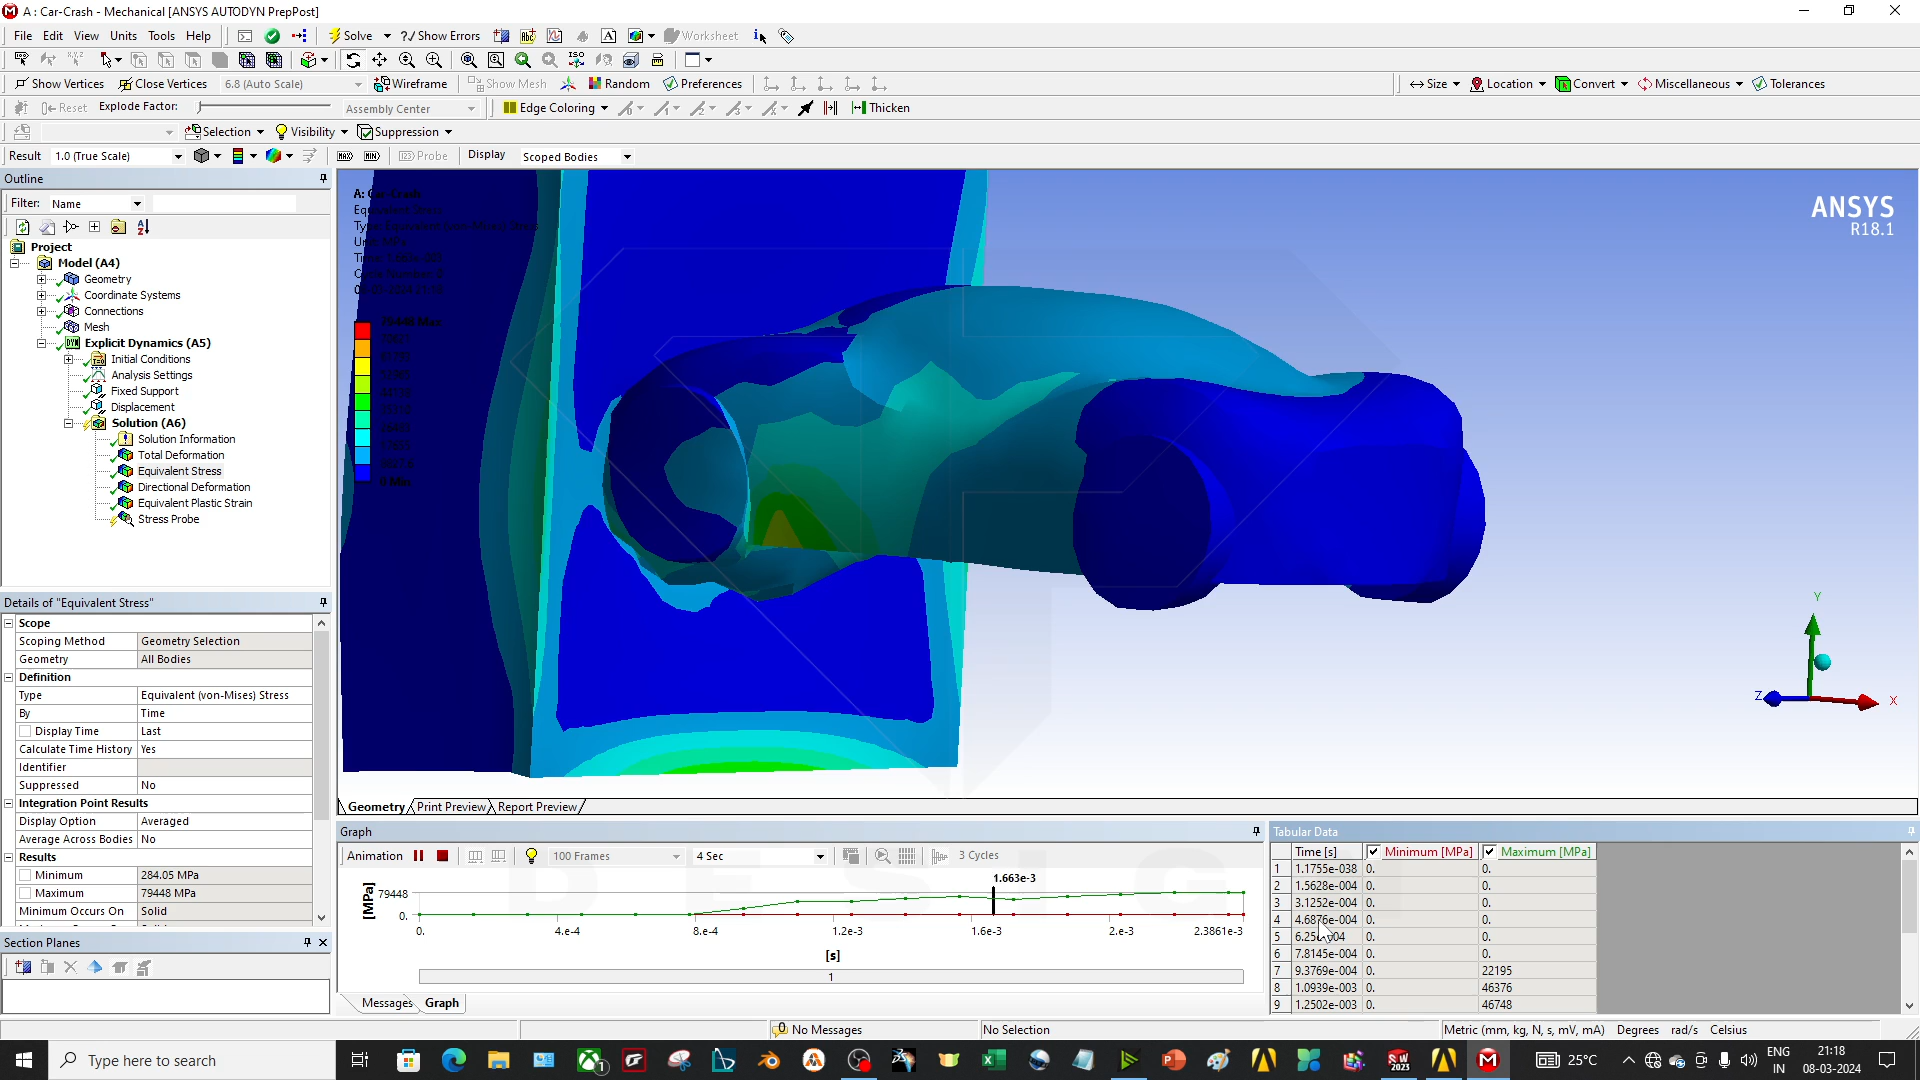 A : Car-Crash - Mechanical [ANSYS AUTODYN PrepPost]
File Edit View Units Tools Help Solve ?/ Show Errors Worksheet
Show Vertices Close Vertices 6.8 (Auto Scale) Wireframe Show Mesh Random Preferences Size Location Convert Miscellaneous Tolerances
Reset Explode Factor: Assembly Center Edge Coloring Thicken
Selection Visibility Suppression
Result 1.0 (True Scale) MAX MIN Probe Display Scoped Bodies
Outline
Filter: Name
Project
Model (A4)
Geometry
Coordinate Systems
Connections
Mesh
Explicit Dynamics (A5)
Initial Conditions
Analysis Settings
Fixed Support
Displacement
Solution (A6)
Solution Information
Total Deformation
Equivalent Stress
Directional Deformation
Equivalent Plastic Strain
Stress Probe
A: Car-Crash
Equivalent Stress
79448 Max
0 Min
ANSYS
R18.1
Y
Z
X
Details of "Equivalent Stress"
Scope
Scoping Method Geometry Selection
Geometry All Bodies
Definition
Type Equivalent (von-Mises) Stress
By Time
Display Time Last
Calculate Time History Yes
Identifier
Suppressed No
Integration Point Results
Display Option Averaged
Average Across Bodies No
Results
Minimum 284.05 MPa
Maximum 79448 MPa
Minimum Occurs On Solid
Section Planes
Geometry Print Preview Report Preview
Graph
Animation 100 Frames 4 Sec 3 Cycles
1.663e-3
[MPa]
79448
0.
0. 4.e-4 8.e-4 1.2e-3 1.6e-3 2.e-3 2.3861e-3
[s]
1
Messages Graph
Tabular Data
Time [s] Minimum [MPa] Maximum [MPa]
1 1.1755e-038 0. 0.
2 1.5628e-004 0. 0.
3 3.1252e-004 0. 0.
4 4.6876e-004 0. 0.
5 0. 0.
6 7.8145e-004 0. 0.
7 9.3769e-004 0. 22195
8 1.0939e-003 0. 46376
9 1.2502e-003 0. 46748
DESIG
No Messages No Selection Metric (mm, kg, N, s, mV, mA) Degrees rad/s Celsius
Type here to search 25°C ENG IN 21:18 08-03-2024